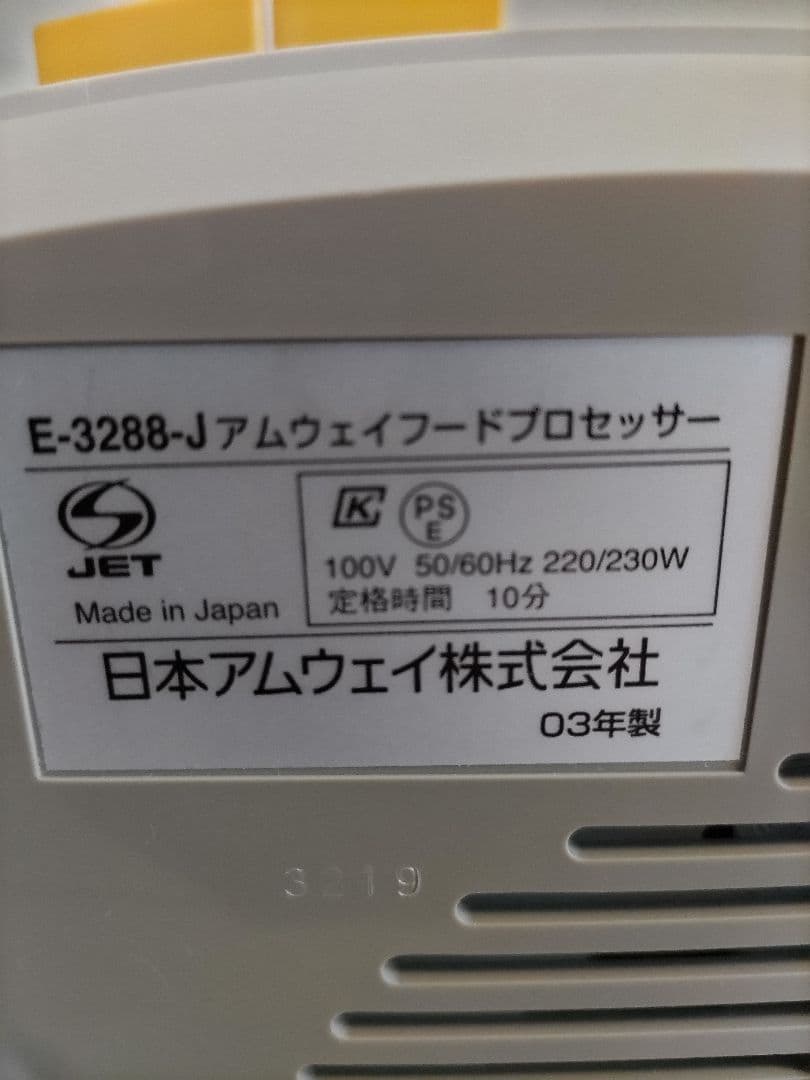 E-3288-Jアムウェイフードプロセッサー
JET
Made in Japan
K PS E
100V 50/60Hz 220/230W
定格時間 10分
日本アムウェイ株式会社
03年製
3219